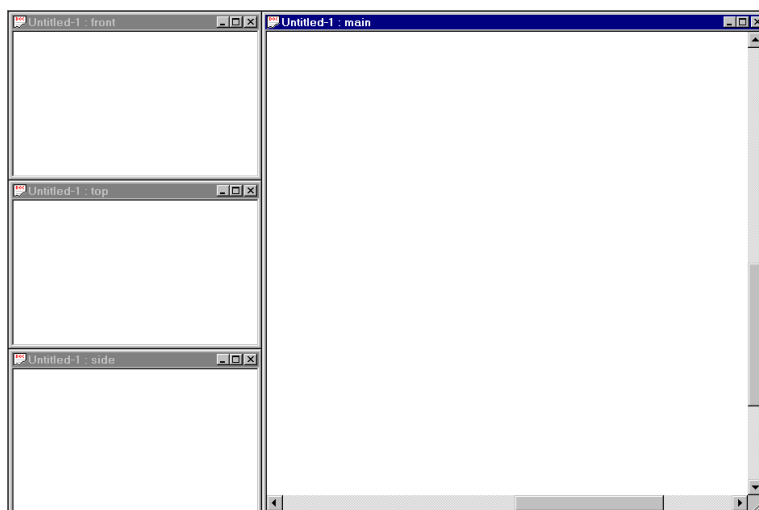 Untitled-1 : front
Untitled-1 : main
Untitled-1 : top
Untitled-1 : side